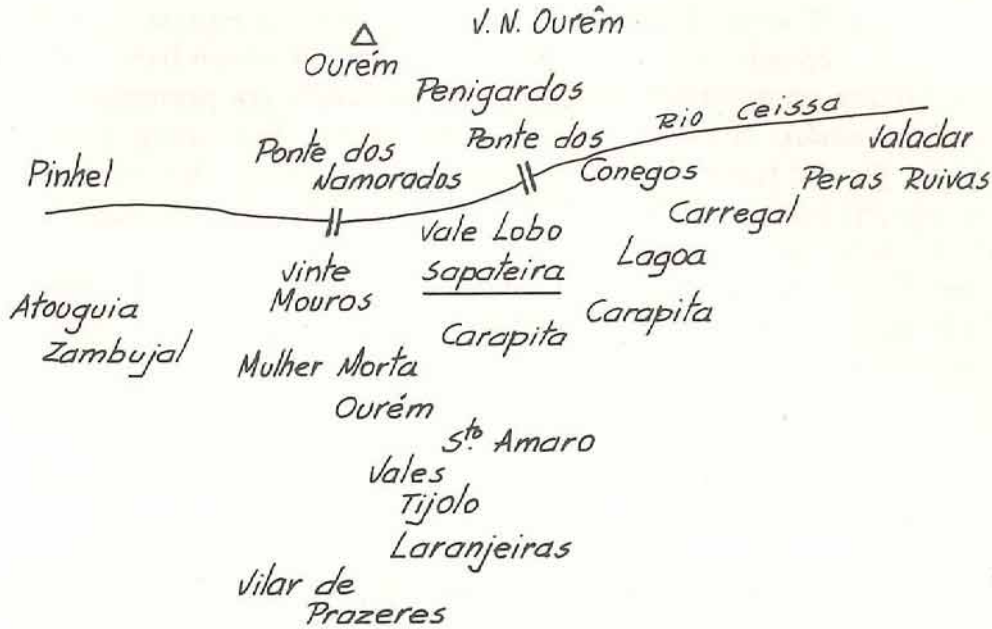 V. N. Ourêm
Ourém
Penigardos
Rio Ceissa
Ponte dos
Namorados
Ponte dos
Conegos
Valadar
Pinhel
Peras Ruivas
Carregal
Vale Lobo
Lagoa
Sapateira
Vinte
Mouros
Atouguia
Zambujal
Carapita
Carapita
Mulher Morta
Ourém
Sto. Amaro
Vales
Tijolo
Laranjeiras
Vilar de
Prazeres